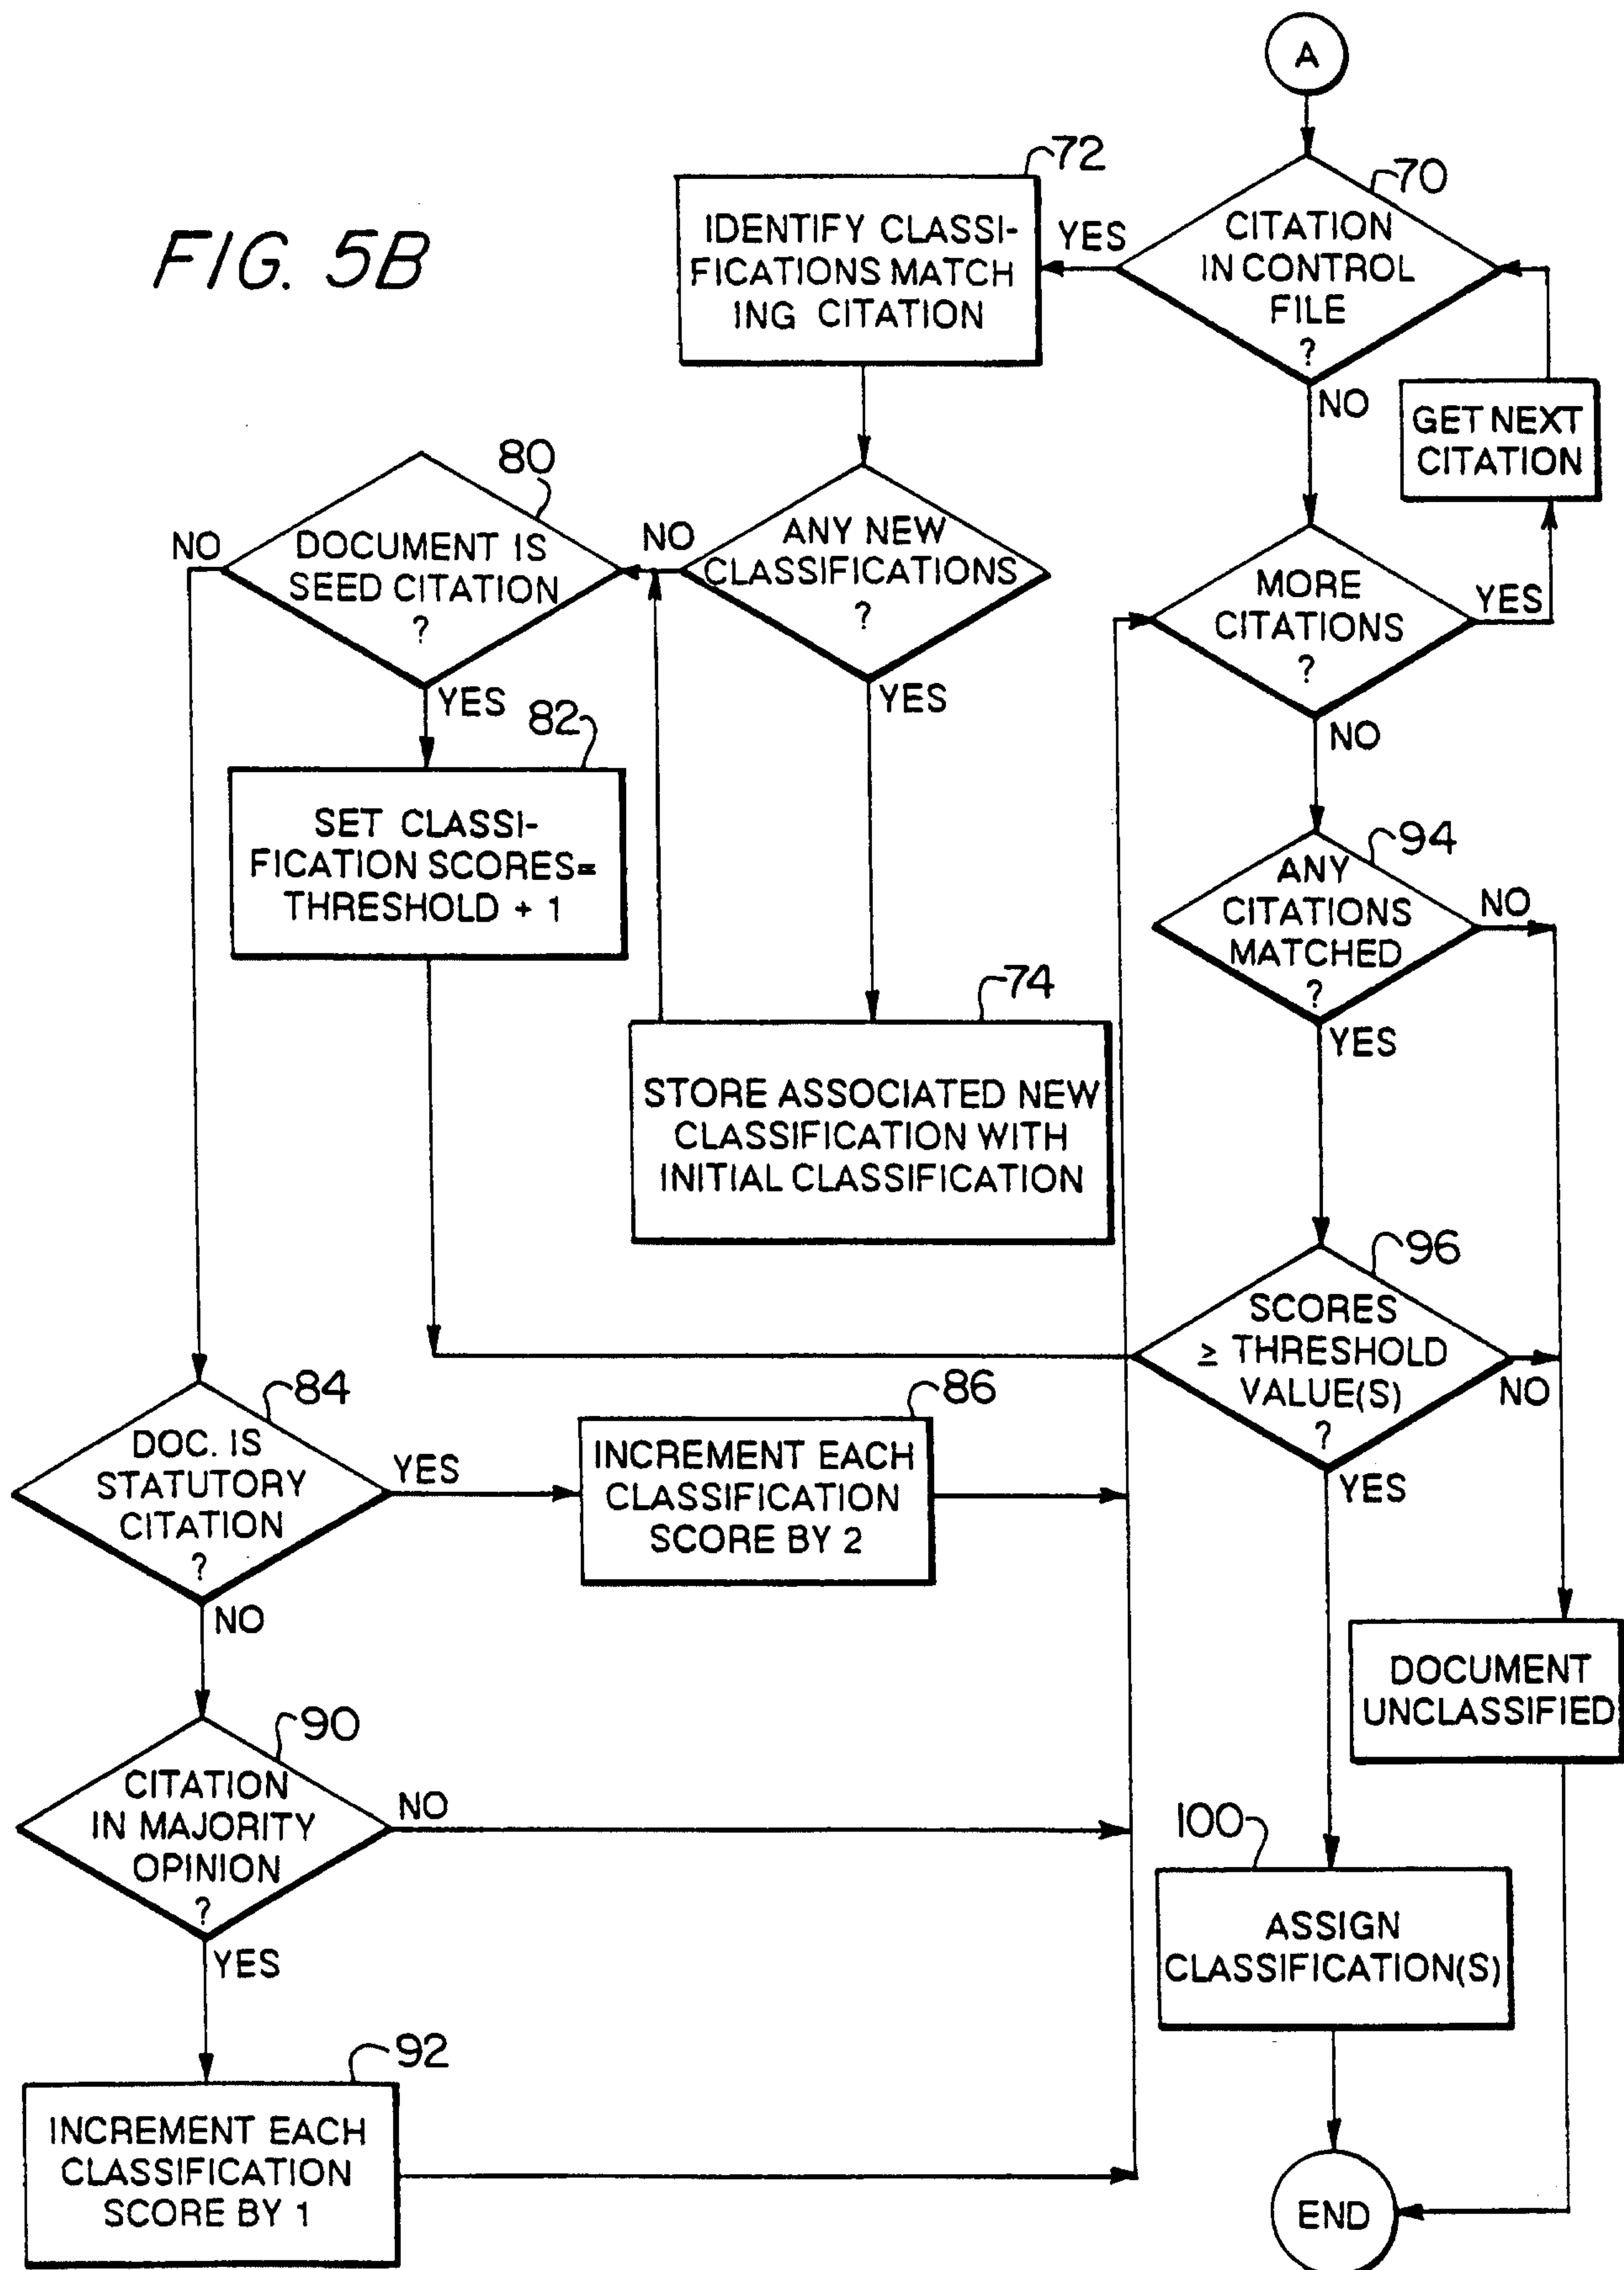 FIG. 5B
A
70
CITATION
IN CONTROL
FILE
?
YES
NO
72
IDENTIFY CLASSI-
FICATIONS MATCH
ING CITATION
GET NEXT
CITATION
ANY NEW
CLASSIFICATIONS
?
NO
YES
80
DOCUMENT IS
SEED CITATION
?
NO
YES
82
SET CLASSI-
FICATION SCORES=
THRESHOLD + 1
74
STORE ASSOCIATED NEW
CLASSIFICATION WITH
INITIAL CLASSIFICATION
MORE
CITATIONS
?
YES
NO
94
ANY
CITATIONS
MATCHED
?
NO
YES
96
SCORES
≥ THRESHOLD
VALUE(S)
?
NO
YES
84
DOC. IS
STATUTORY
CITATION
?
YES
NO
86
INCREMENT EACH
CLASSIFICATION
SCORE BY 2
90
CITATION
IN MAJORITY
OPINION
?
NO
YES
92
INCREMENT EACH
CLASSIFICATION
SCORE BY 1
DOCUMENT
UNCLASSIFIED
100
ASSIGN
CLASSIFICATION(S)
END